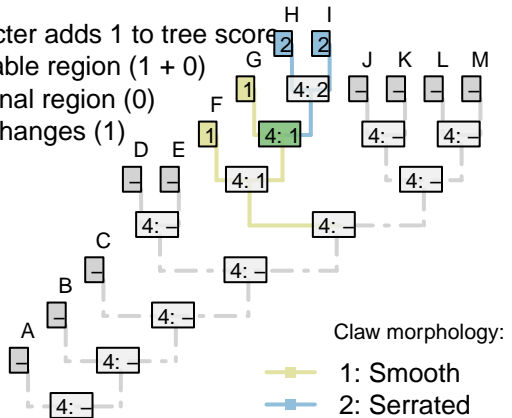 H I
cter adds 1 to tree score
2 2
able region (1 + 0)
G J K L M
nal region (0)
1 4: 2 – – – –
F
changes (1)
1 4: 1 4: – 4: –
D E
– – 4: 1 4: –
4: – 4: –
C
– 4: –
B
– 4: –
A
– 4: –
4: –
Claw morphology:
1: Smooth
2: Serrated